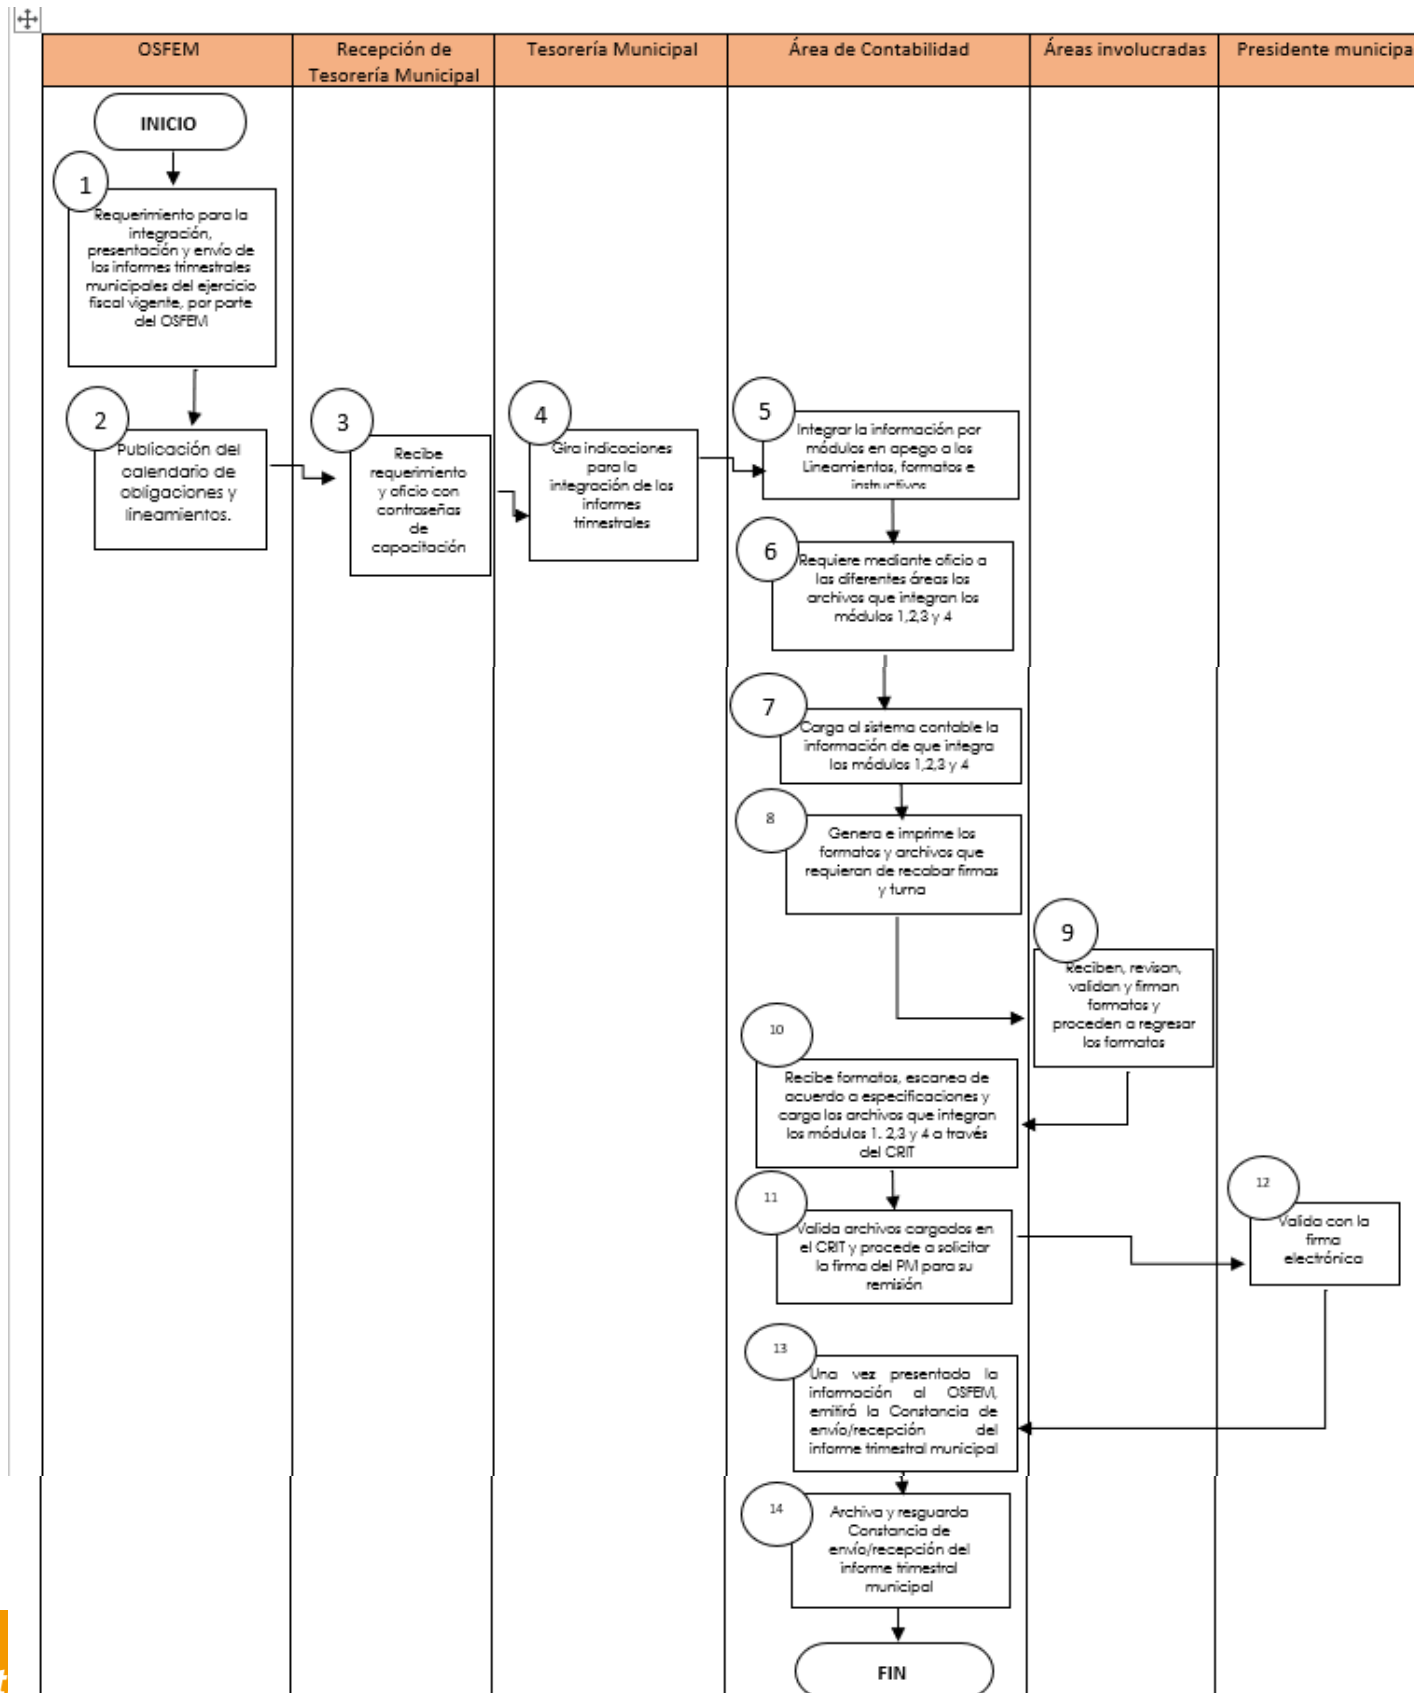 OSFEM
Recepción de
Tesorería Municipal
Tesorería Municipal
Área de Contabilidad
Áreas involucradas
Presidente municipa
INICIO
1
Requerimiento para la
integración,
presentación y envío de
los informes trimestrales
municipales del ejercicio
fiscal vigente, por parte
del OSFEM
2
Publicación del
calendario de
obligaciones y
lineamientos.
3
Recibe
requerimiento
y oficio con
contraseñas
de
capacitación
4
Gira indicaciones
para la
integración de los
informes
trimestrales
5
Integrar la información por
módulos en apego a los
Lineamientos, formatos e
instructivos
6
Requiere mediante oficio a
las diferentes áreas los
archivos que integran los
módulos 1,2,3 y 4
7
Carga al sistema contable la
información de que integra
los módulos 1,2,3 y 4
8
Genera e imprime los
formatos y archivos que
requieran de recabar firmas
y turna
9
Reciben, revisan,
validan y firman
formatos y
proceden a regresar
los formatos
10
Recibe formatos, escanea de
acuerdo a especificaciones y
carga los archivos que integran
los módulos 1. 2,3 y 4 a través
del CRIT
11
Valida archivos cargados en
el CRIT y procede a solicitar
la firma del PM para su
remisión
12
Valida con la
firma
electrónica
13
Una vez presentada la
información al OSFEM,
emitirá la Constancia de
envío/recepción del
informe trimestral municipal
14
Archiva y resguarda
Constancia de
envío/recepción del
informe trimestral
municipal
FIN